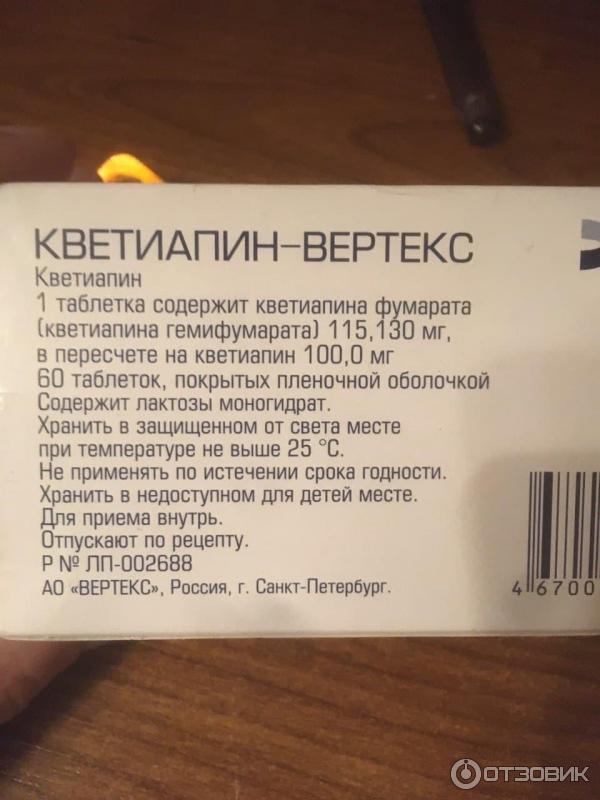 КВЕТИАПИН–ВЕРТЕКС
Кветиапин
1 таблетка содержит кветиапина фумарата
(кветиапина гемифумарата) 115,130 мг,
в пересчете на кветиапин 100,0 мг
60 таблеток, покрытых пленочной оболочкой
Содержит лактозы моногидрат.
Хранить в защищенном от света месте
при температуре не выше 25 °С.
Не применять по истечении срока годности.
Хранить в недоступном для детей месте.
Для приема внутрь.
Отпускают по рецепту.
Р № ЛП-002688
АО «ВЕРТЕКС», Россия, г. Санкт-Петербург.
4 67００
ОТЗОВИК